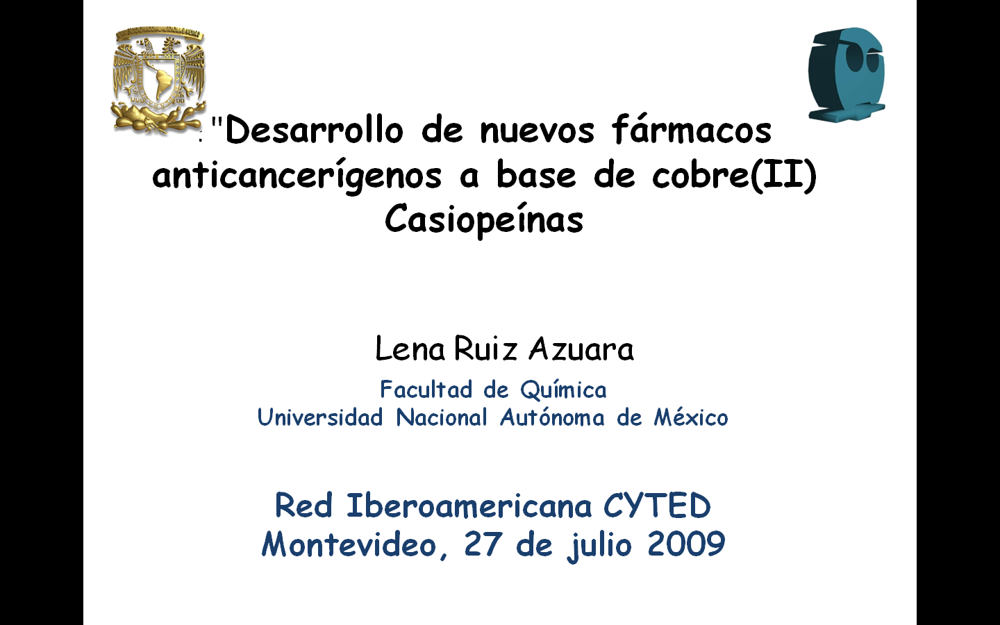 : "Desarrollo de nuevos fármacos
anticancerígenos a base de cobre(II)
Casiopeínas
Lena Ruiz Azuara
Facultad de Química
Universidad Nacional Autónoma de México
Red Iberoamericana CYTED
Montevideo, 27 de julio 2009